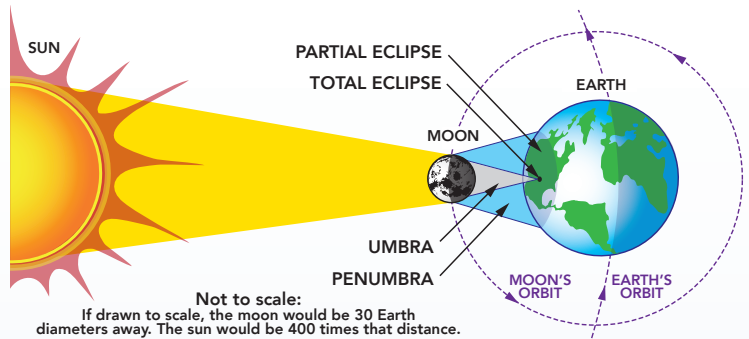 SUN
PARTIAL ECLIPSE
TOTAL ECLIPSE
EARTH
MOON
UMBRA
PENUMBRA
MOON'S
ORBIT
EARTH'S
ORBIT
Not to scale:
If drawn to scale, the moon would be 30 Earth
diameters away. The sun would be 400 times that distance.